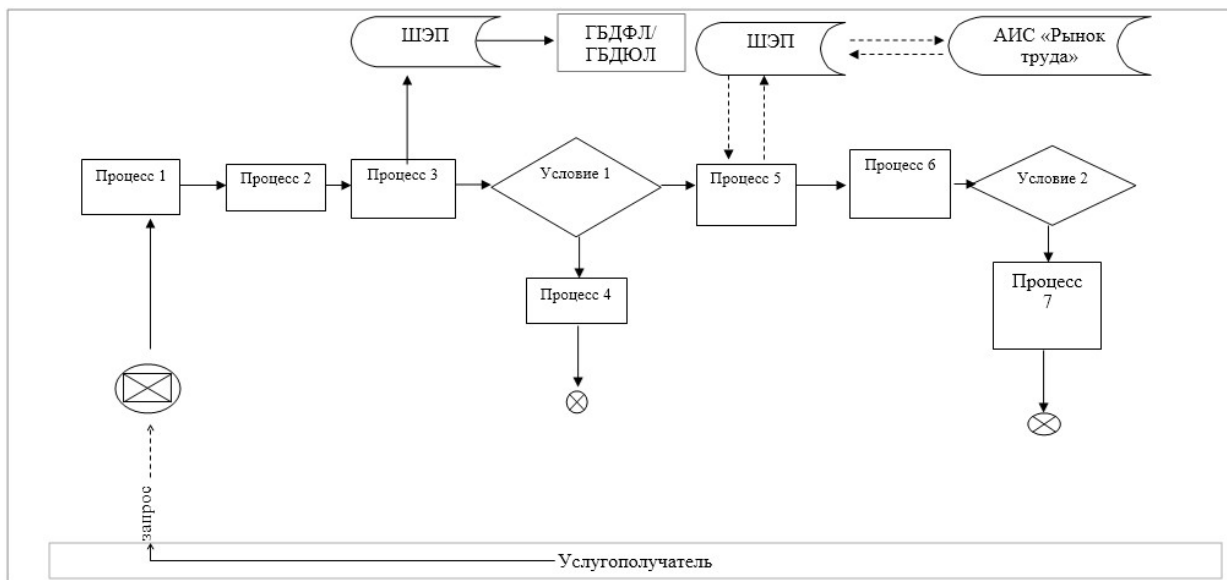 ШЭП
ГБДФЛ/
ГБДЮЛ
ШЭП
АИС «Рынок
труда»
Процесс 1
Процесс 2
Процесс 3
Условие 1
Процесс 5
Процесс 6
Условие 2
Процесс 4
Процесс
7
запрос
Услугополучатель